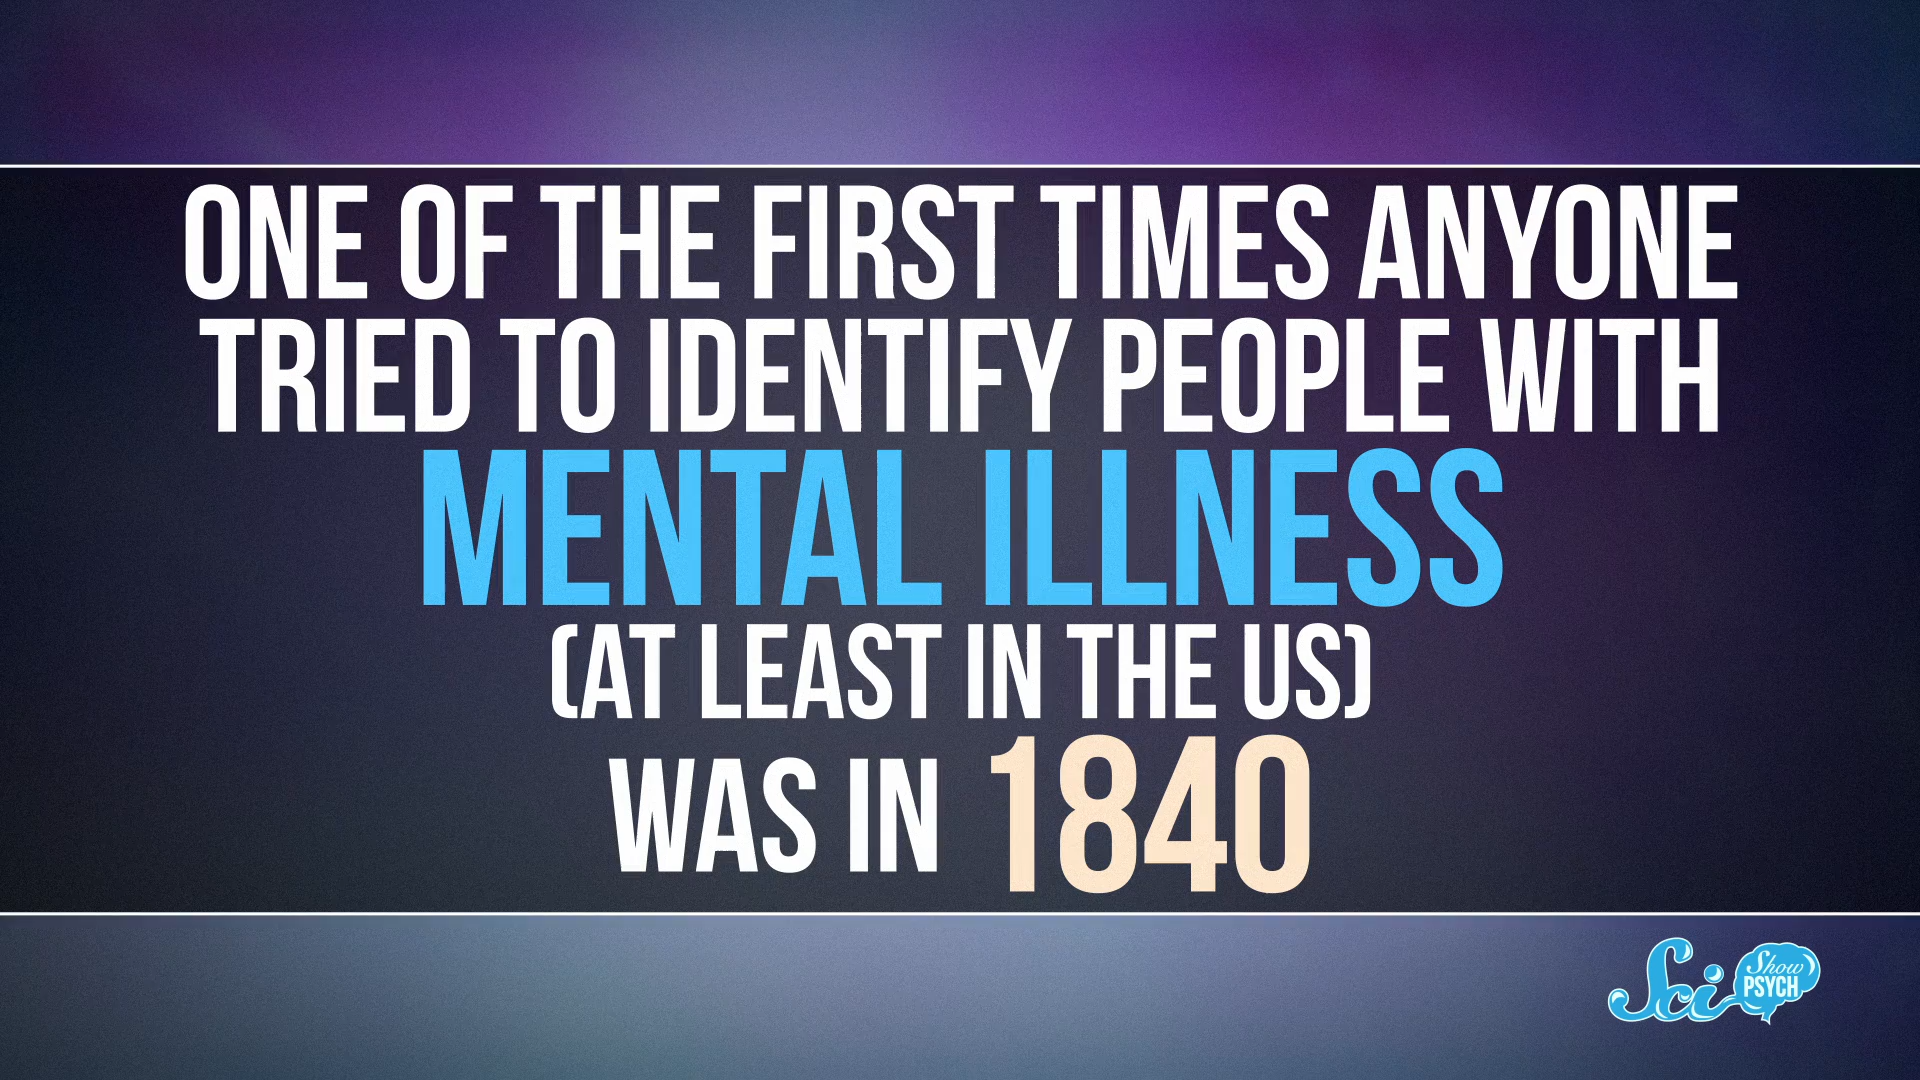 ONE OF THE FIRST TIMES ANYONE
TRIED TO IDENTIFY PEOPLE WITH
MENTAL ILLNESS
(AT LEAST IN THE US)
WAS IN 1840
Sci Show
PSYCH